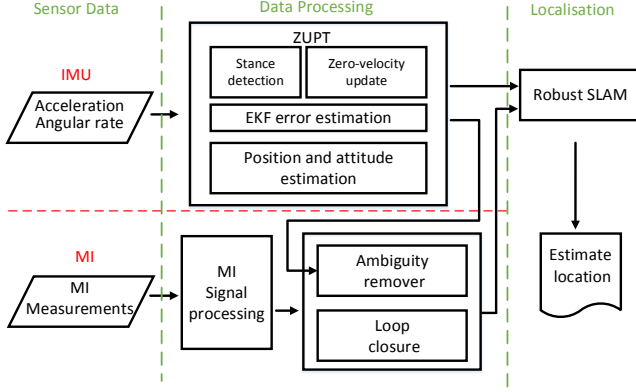 Sensor Data
Data Processing
Localisation
ZUPT
Stance
detection
Zero-velocity
update
IMU
Acceleration
Angular rate
EKF error estimation
Position and attitude
estimation
Robust SLAM
MI
MI
Measurements
MI
Signal
processing
Ambiguity
remover
Loop
closure
Estimate
location